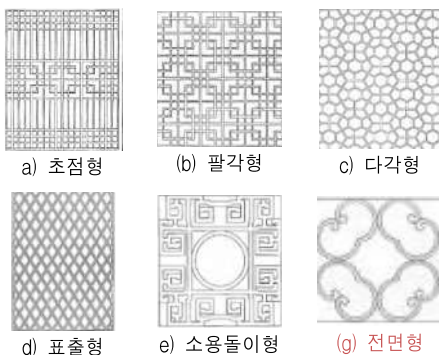 a) 초점형
(b) 팔각형
c) 다각형
d) 표출형
e) 소용돌이형
(g) 전면형